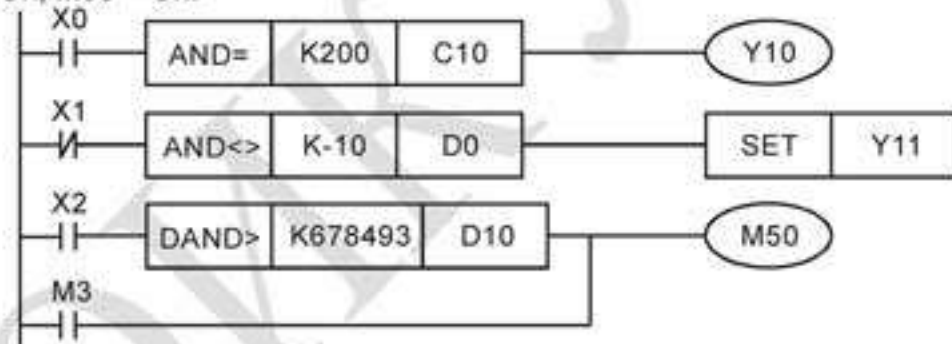 X0
AND= K200 C10 Y10
X1
AND<> K-10 D0 SET Y11
X2
DAND> K678493 D10 M50
M3